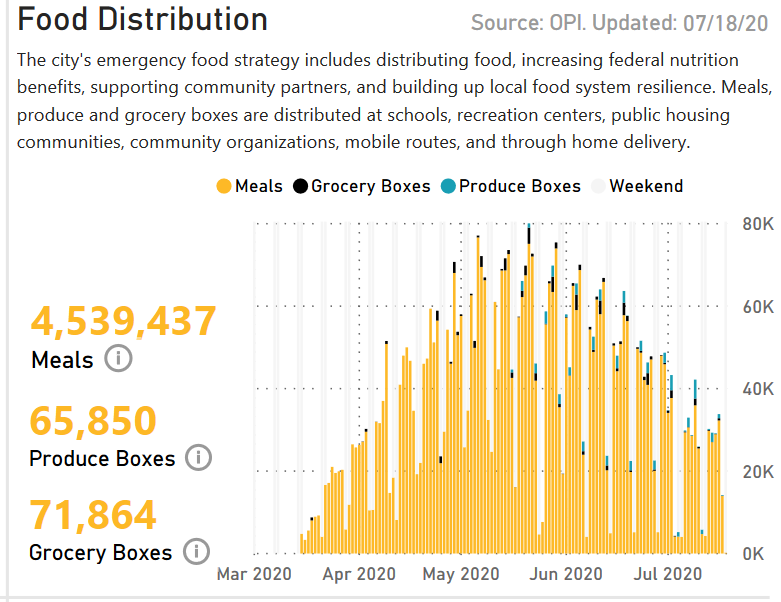 Food Distribution
Source: OPI. Updated: 07/18/20
The city's emergency food strategy includes distributing food, increasing federal nutrition
benefits, supporting community partners, and building up local food system resilience. Meals,
produce and grocery boxes are distributed at schools, recreation centers, public housing
communities, community organizations, mobile routes, and through home delivery.
Meals Grocery Boxes Produce Boxes Weekend
80K
60K
40K
20K
0K
Mar 2020 Apr 2020 May 2020 Jun 2020 Jul 2020
4,539,437
Meals
65,850
Produce Boxes
71,864
Grocery Boxes